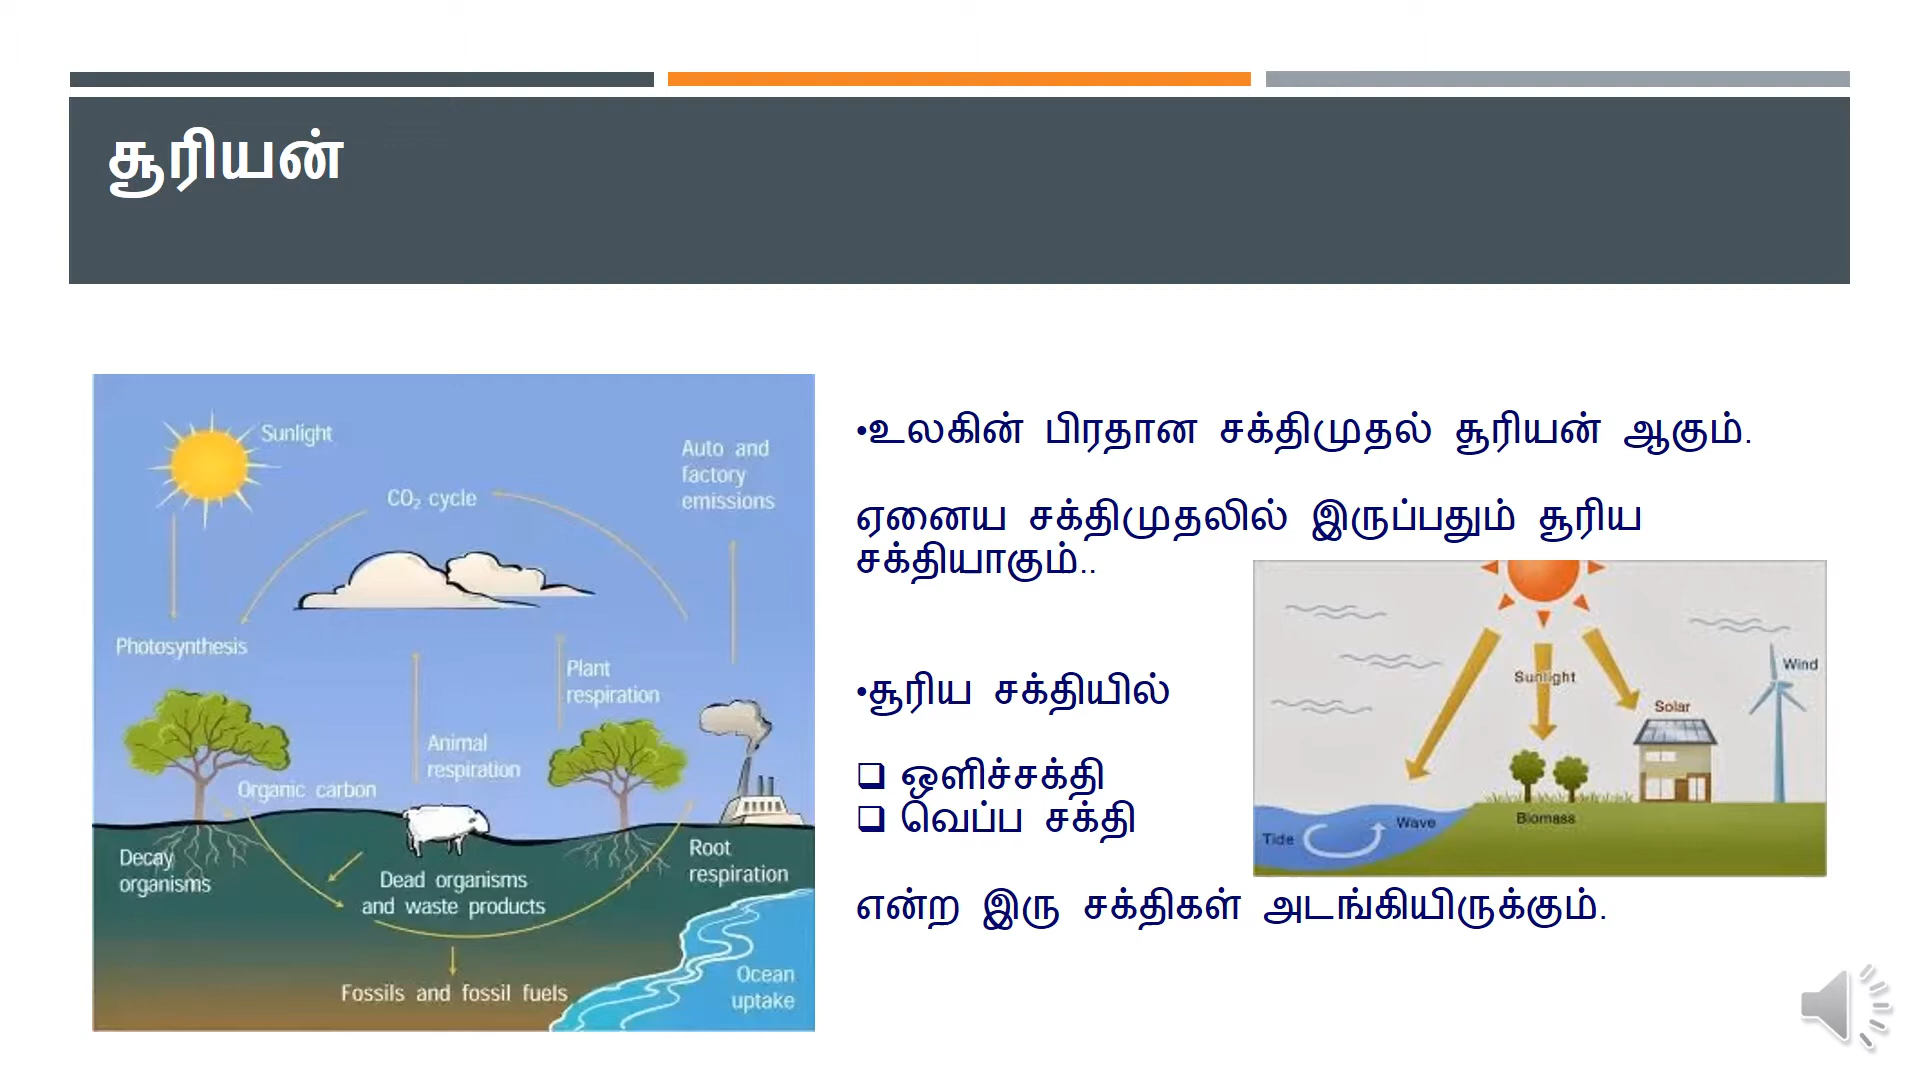 சூரியன்
Sunlight
Auto and
factory
emissions
CO₂ cycle
Photosynthesis
Plant
respiration
Animal
respiration
Organic carbon
Decay
organisms
Dead organisms
and waste products
Root
respiration
Fossils and fossil fuels
Ocean
uptake
•உலகின் பிரதான சக்திமுதல் சூரியன் ஆகும்.
ஏனைய சக்திமுதலில் இருப்பதும் சூரிய
சக்தியாகும்..
•சூரிய சக்தியில்
❑ ஒளிச்சக்தி
❑ வெப்ப சக்தி
என்ற இரு சக்திகள் அடங்கியிருக்கும்.
Sunlight
Wind
Solar
Tide
Wave
Biomass